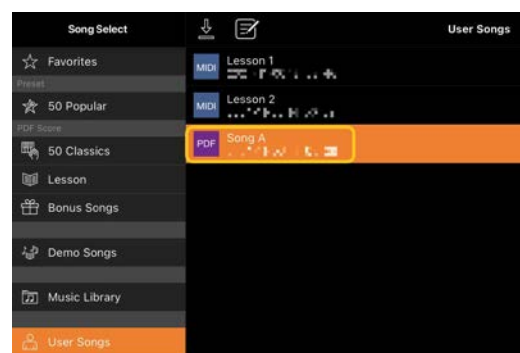 Song Select
User Songs
Favorites
Preset
50 Popular
PDF Score
50 Classics
Lesson
Bonus Songs
Demo Songs
Music Library
User Songs
MIDI
Lesson 1
MIDI
Lesson 2
PDF
Song A